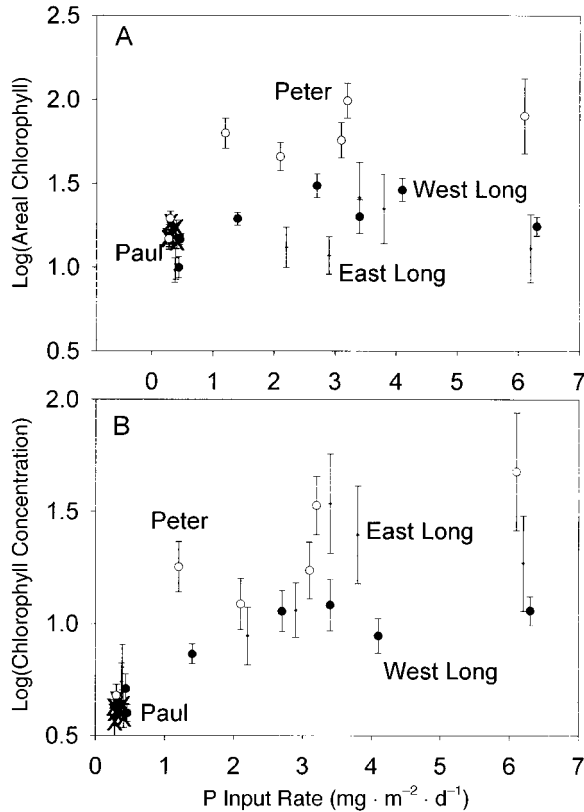 A
Log(Areal Chlorophyll)
2.5
2.0
1.5
1.0
0.5
Peter
West Long
Paul
East Long
0 1 2 3 4 5 6 7
B
Log(Chlorophyll Concentration)
2.0
1.5
1.0
0.5
Peter
East Long
West Long
Paul
0 1 2 3 4 5 6 7
P Input Rate (mg · m⁻² · d⁻¹)